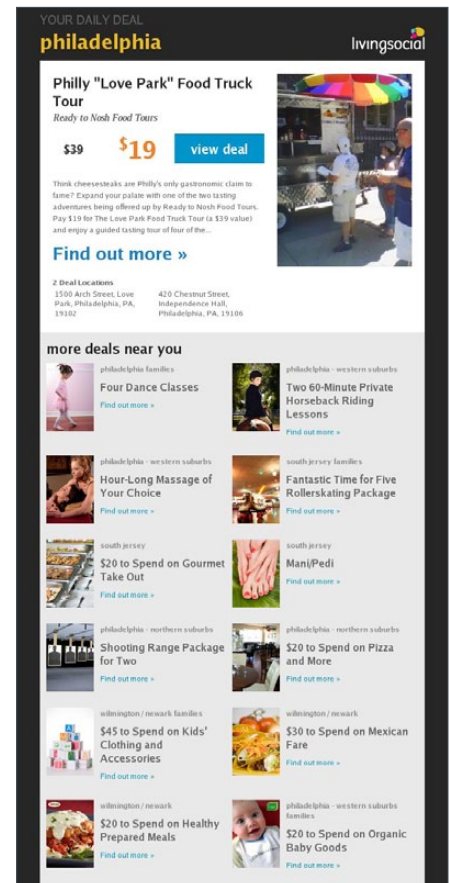 YOUR DAILY DEAL
philadelphia
livingsocial
Philly "Love Park" Food Truck
Tour
Ready to Nosh Food Tours
$39
$19
view deal
Think cheesesteaks are Philly's only gastronomic claim to
fame? Expand your palate with one of the two tasting
adventures being offered up by Ready to Nosh Food Tours.
Pay $19 for The Love Park Food Truck Tour (a $39 value)
and enjoy a guided tasting tour of four of the...
Find out more »
2 Deal Locations
1500 Arch Street, Love
Park, Philadelphia, PA,
19102
420 Chestnut Street,
Independence Hall,
Philadelphia, PA, 19106
more deals near you
philadelphia families
Four Dance Classes
Find out more »
philadelphia - western suburbs
Two 60-Minute Private
Horseback Riding
Lessons
Find out more »
philadelphia - western suburbs
Hour-Long Massage of
Your Choice
Find out more »
south jersey families
Fantastic Time for Five
Rollerskating Package
Find out more »
south jersey
$20 to Spend on Gourmet
Take Out
Find out more »
south jersey
Mani/Pedi
Find out more »
philadelphia - northern suburbs
Shooting Range Package
for Two
Find out more »
philadelphia - northern suburbs
$20 to Spend on Pizza
and More
Find out more »
wilmington / newark families
$45 to Spend on Kids'
Clothing and
Accessories
Find out more »
wilmington / newark
$30 to Spend on Mexican
Fare
Find out more »
wilmington / newark
$20 to Spend on Healthy
Prepared Meals
Find out more »
philadelphia - western suburbs
families
$20 to Spend on Organic
Baby Goods
Find out more »